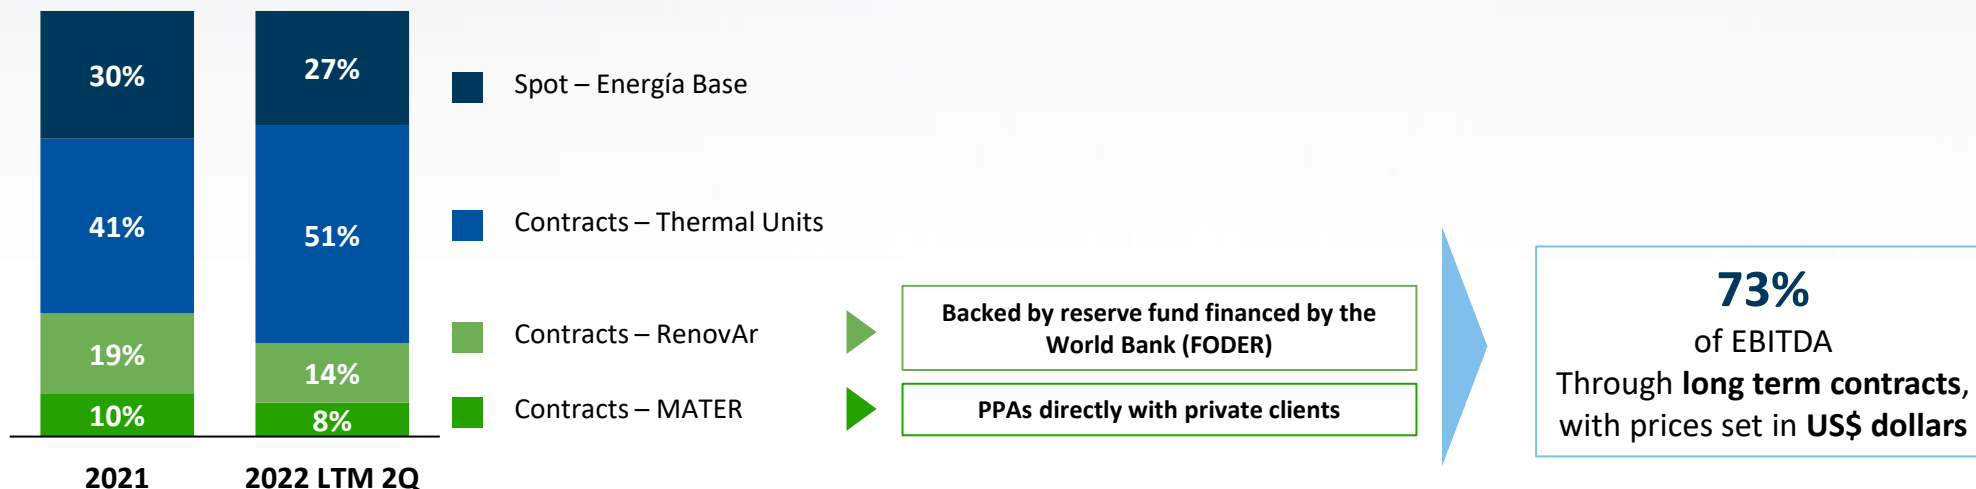 30%
41%
19%
10%
2021
27%
51%
14%
8%
2022 LTM 2Q
Spot – Energía Base
Contracts – Thermal Units
Contracts – RenovAr
Contracts – MATER
Backed by reserve fund financed by the
World Bank (FODER)
PPAs directly with private clients
73%
of EBITDA
Through long term contracts,
with prices set in US$ dollars